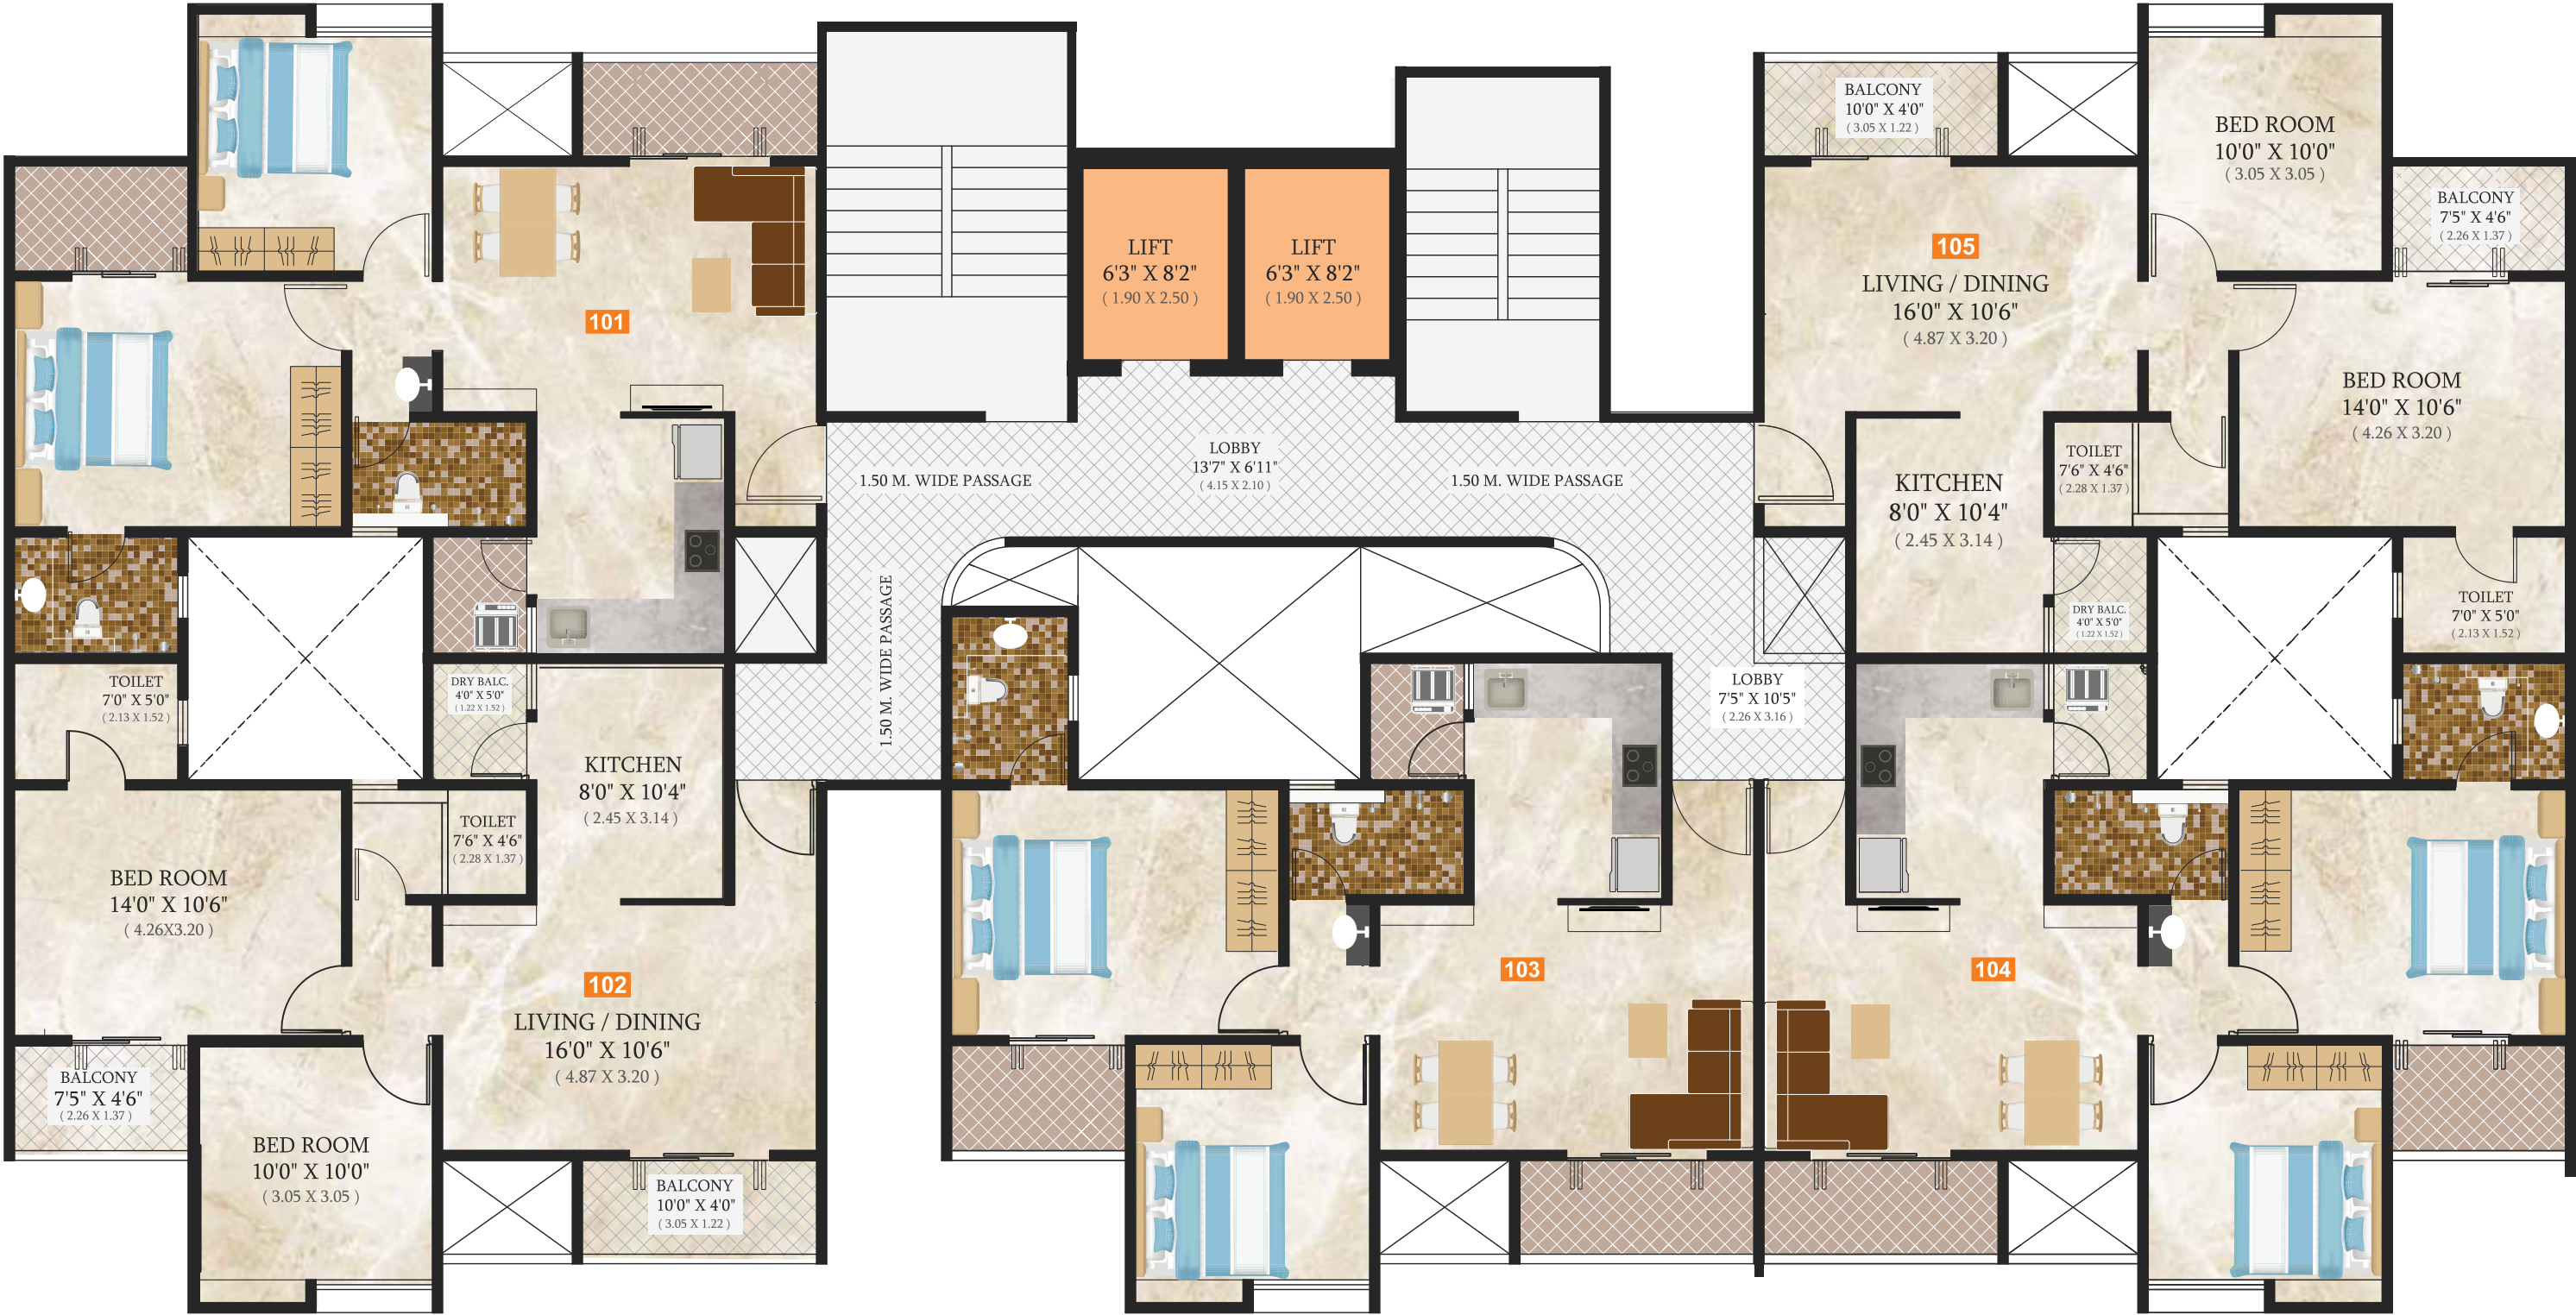 LIFT
6'3" X 8'2"
( 1.90 X 2.50 )
LIFT
6'3" X 8'2"
( 1.90 X 2.50 )
101
LOBBY
13'7" X 6'11"
( 4.15 X 2.10 )
1.50 M. WIDE PASSAGE
1.50 M. WIDE PASSAGE
1.50 M. WIDE PASSAGE
LOBBY
7'5" X 10'5"
( 2.26 X 3.16 )
BALCONY
10'0" X 4'0"
( 3.05 X 1.22 )
BED ROOM
10'0" X 10'0"
( 3.05 X 3.05 )
BALCONY
7'5" X 4'6"
( 2.26 X 1.37 )
105
LIVING / DINING
16'0" X 10'6"
( 4.87 X 3.20 )
BED ROOM
14'0" X 10'6"
( 4.26 X 3.20 )
KITCHEN
8'0" X 10'4"
( 2.45 X 3.14 )
TOILET
7'6" X 4'6"
( 2.28 X 1.37 )
DRY BALC.
4'0" X 5'0"
( 1.22 X 1.52 )
TOILET
7'0" X 5'0"
( 2.13 X 1.52 )
TOILET
7'0" X 5'0"
( 2.13 X 1.52 )
DRY BALC.
4'0" X 5'0"
( 1.22 X 1.52 )
KITCHEN
8'0" X 10'4"
( 2.45 X 3.14 )
TOILET
7'6" X 4'6"
( 2.28 X 1.37 )
BED ROOM
14'0" X 10'6"
( 4.26X3.20 )
102
LIVING / DINING
16'0" X 10'6"
( 4.87 X 3.20 )
BALCONY
7'5" X 4'6"
( 2.26 X 1.37 )
BED ROOM
10'0" X 10'0"
( 3.05 X 3.05 )
BALCONY
10'0" X 4'0"
( 3.05 X 1.22 )
103
104